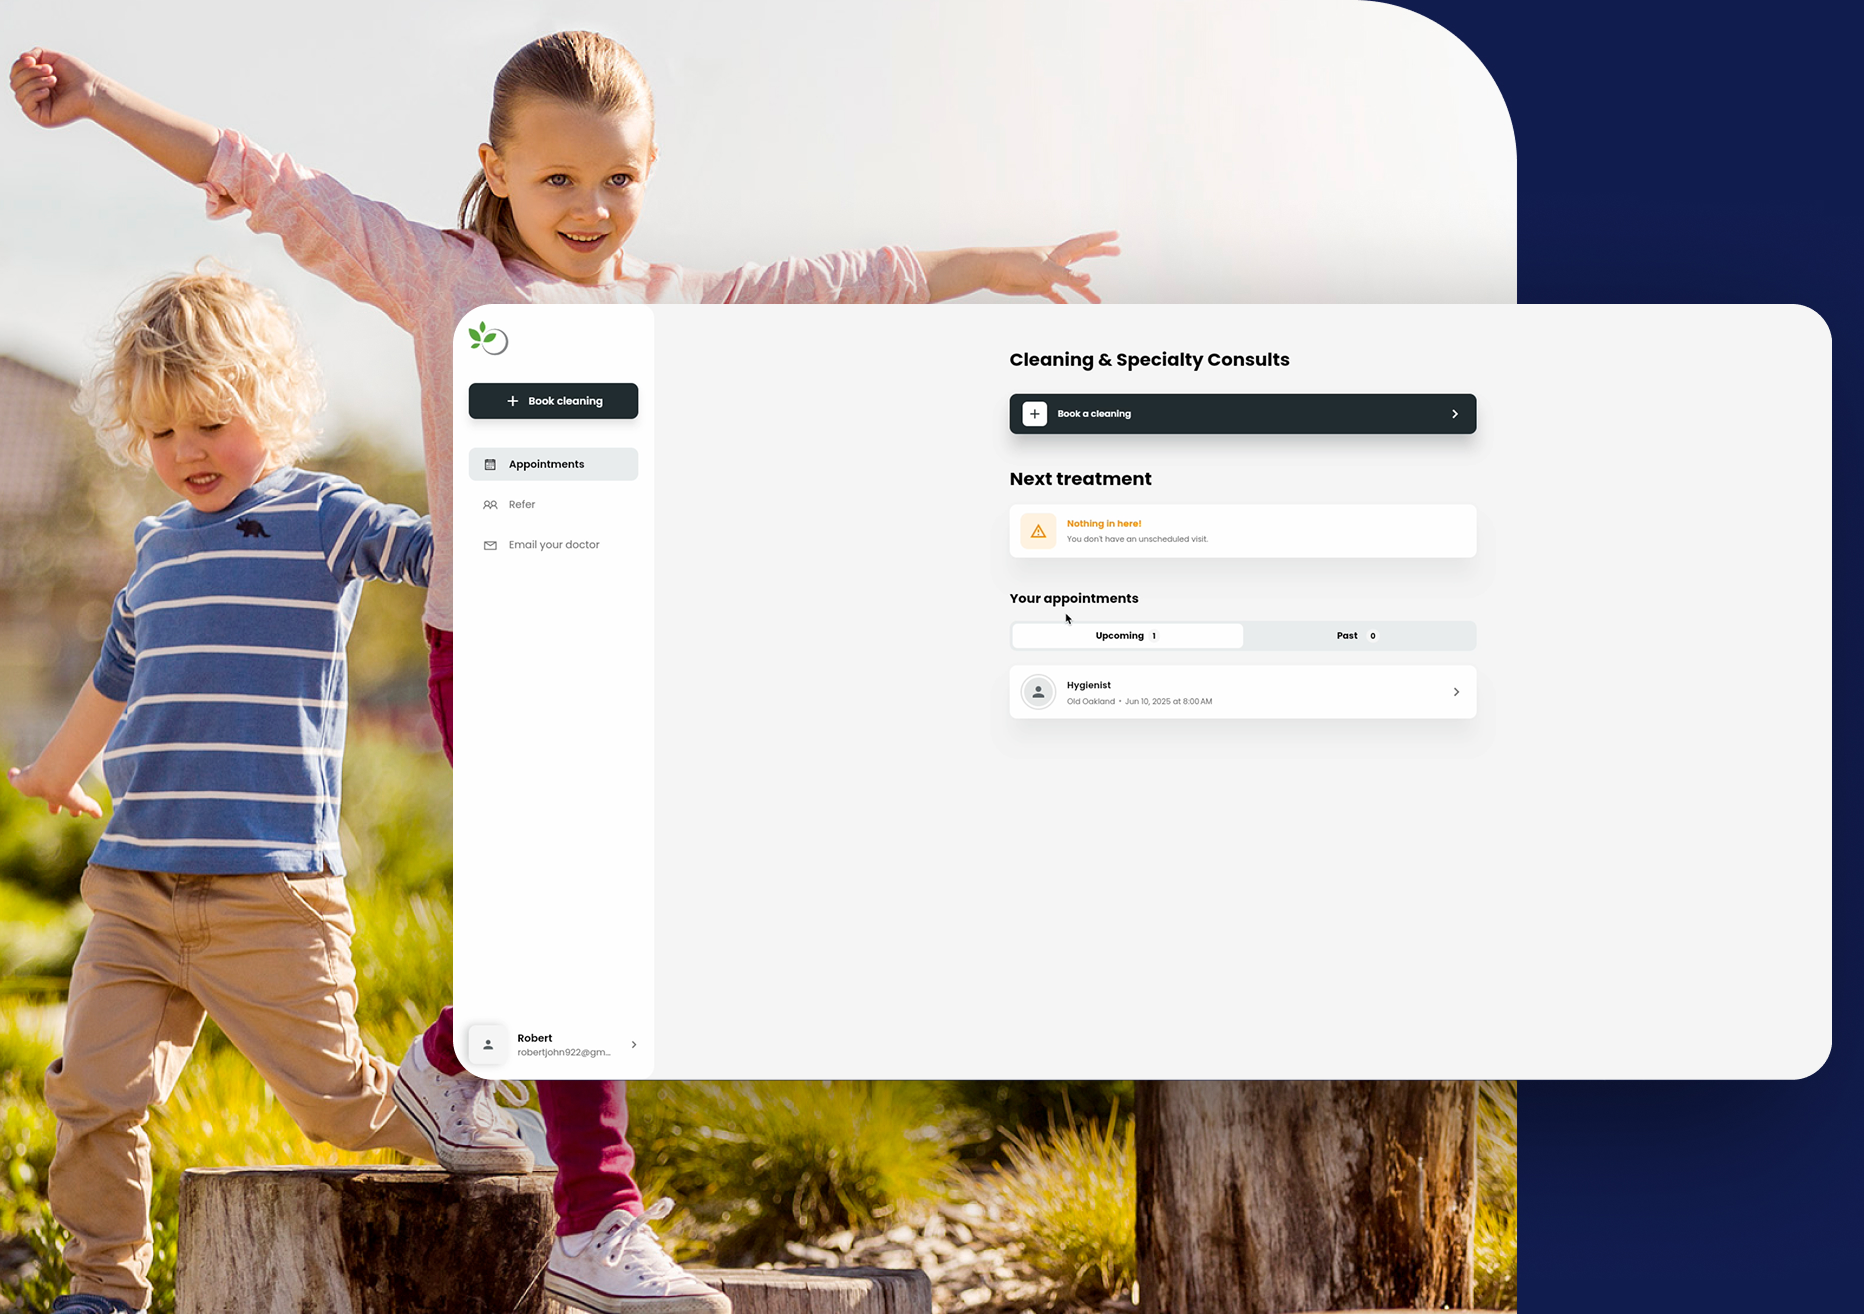 Book cleaning
Appointments
Refer
Email your doctor
Robert
robertjohn922@gm...
Cleaning & Specialty Consults
Book a cleaning
Next treatment
Nothing in here!
You don't have an unscheduled visit.
Your appointments
Upcoming 1
Past 0
Hygienist
Old Oakland • Jun 10, 2025 at 8:00AM